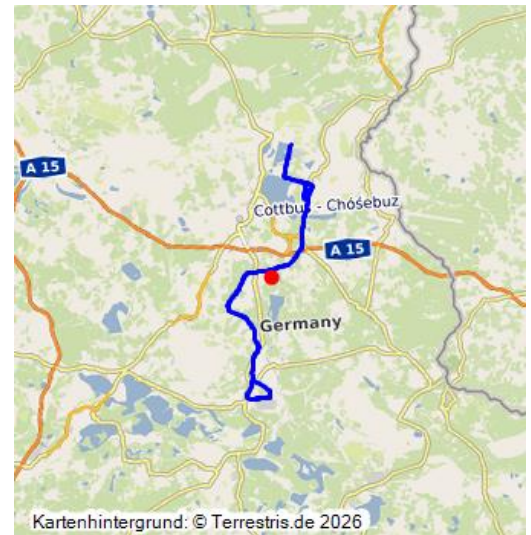 A 15
Cottbus - Chóśebuz
A 15
Germany
Kartenhintergrund: © Terrestris.de 2026